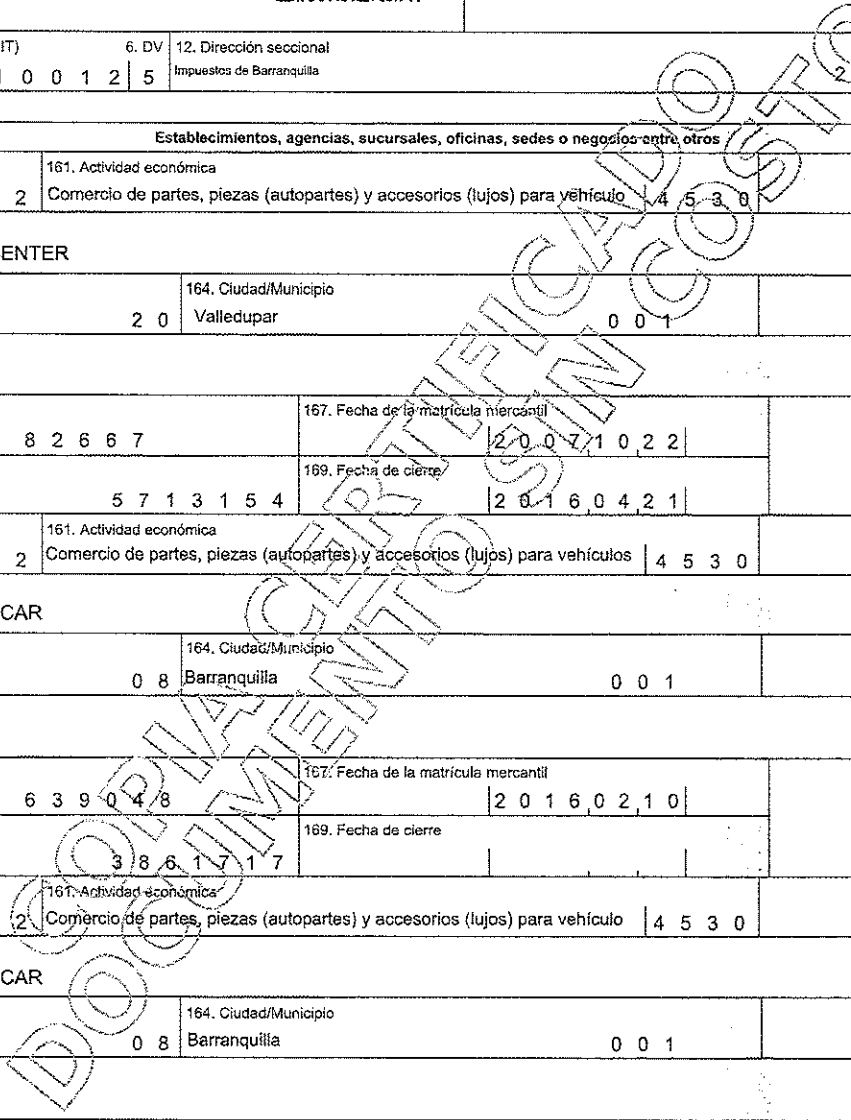 IT) 6. DV 12. Dirección seccional
0 0 1 2 5 Impuestos de Barranquilla 2
Establecimientos, agencias, sucursales, oficinas, sedes o negocios entre otros
161. Actividad económica
2 Comercio de partes, piezas (autopartes) y accesorios (lujos) para vehículo 4 5 3 0
ENTER
164. Ciudad/Municipio
2 0 Valledupar 0 0 1
167. Fecha de la matrícula mercantil
8 2 6 6 7 2 0 0 7 1 0 2 2
169. Fecha de cierre
5 7 1 3 1 5 4 2 0 1 6 0 4 2 1
161. Actividad económica
2 Comercio de partes, piezas (autopartes) y accesorios (lujos) para vehículos 4 5 3 0
CAR
164. Ciudad/Municipio
0 8 Barranquilla 0 0 1
167. Fecha de la matrícula mercantil
6 3 9 0 4 8 2 0 1 6 0 2 1 0
169. Fecha de cierre
3 8 6 1 7 1 7
161. Actividad económica
2 Comercio de partes, piezas (autopartes) y accesorios (lujos) para vehículo 4 5 3 0
CAR
164. Ciudad/Municipio
0 8 Barranquilla 0 0 1
COPIA CERTIFICADO
DOCUMENTO SIN COSTO